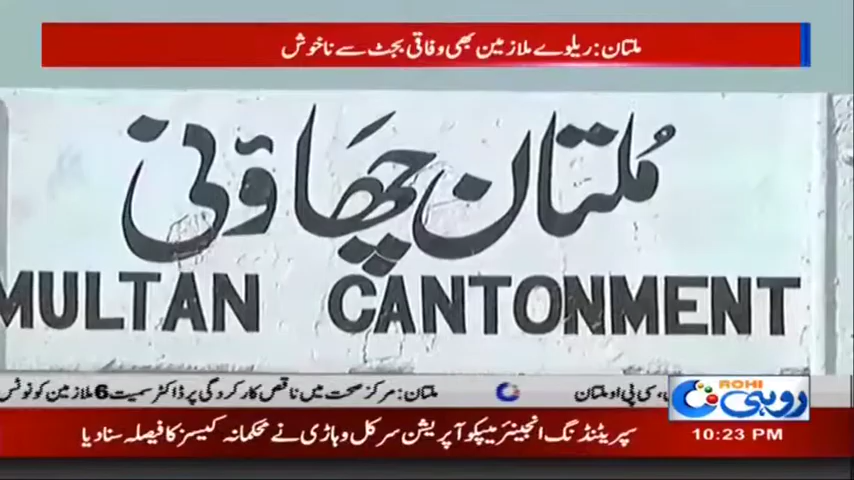 ملتان: ریلوے ملازمین بھی وفاقی بجٹ سے ناخوش
ملتان چھاؤنی
MULTAN CANTONMENT
، سی پی او ملتان
ملتان: مرکز صحت میں ناقص کارکردگی پر ڈاکٹر سمیت 6 ملازمین کو نوٹس
ROHI
روہی
سپرینٹنڈنگ انجینئر میپکو آپریشن سرکل وہاڑی نے محکمانہ کیسز کا فیصلہ سنا دیا
10:23 PM